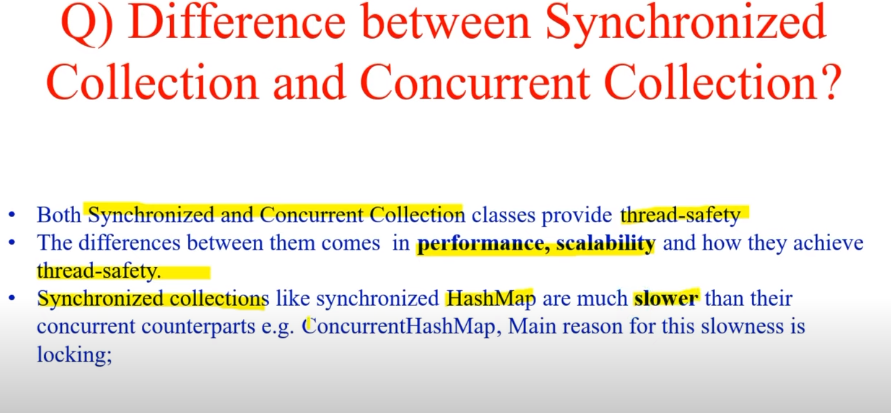 Q) Difference between Synchronized
Collection and Concurrent Collection?
• Both Synchronized and Concurrent Collection classes provide thread-safety
• The differences between them comes in performance, scalability and how they achieve
thread-safety.
• Synchronized collections like synchronized HashMap are much slower than their
concurrent counterparts e.g. ConcurrentHashMap, Main reason for this slowness is
locking;